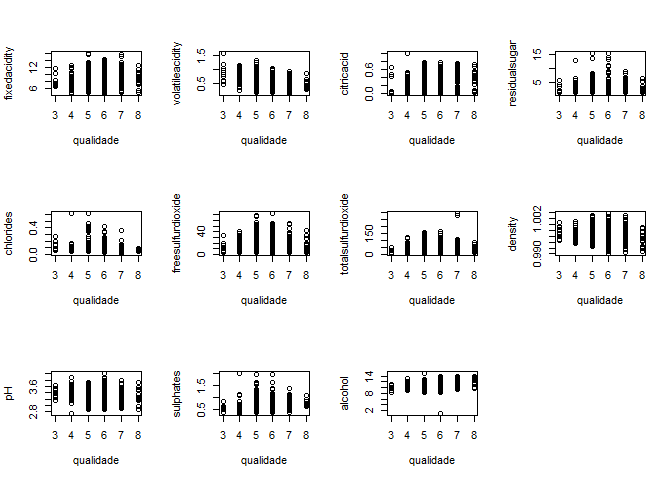 fixedacidity
6 12
3 4 5 6 7 8
qualidade
volatileacidity
0.5 1.5
3 4 5 6 7 8
qualidade
citricacid
0.0 0.6
3 4 5 6 7 8
qualidade
residualsugar
5 15
3 4 5 6 7 8
qualidade
chlorides
0.0 0.4
3 4 5 6 7 8
qualidade
freesulfurdioxide
0 40
3 4 5 6 7 8
qualidade
totalsulfurdioxide
0 150
3 4 5 6 7 8
qualidade
density
0.990 1.002
3 4 5 6 7 8
qualidade
pH
2.8 3.6
3 4 5 6 7 8
qualidade
sulphates
0.5 1.5
3 4 5 6 7 8
qualidade
alcohol
2 8 14
3 4 5 6 7 8
qualidade